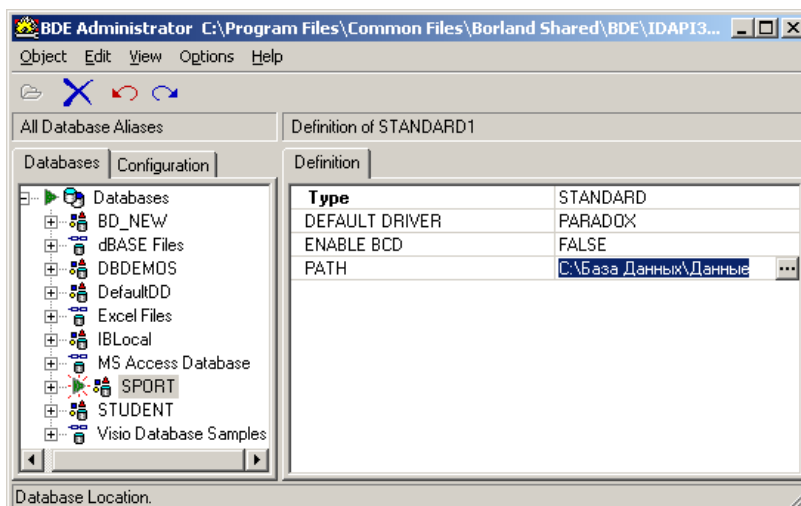 BDE Administrator C:\Program Files\Common Files\Borland Shared\BDE\IDAPI3...
Object Edit View Options Help
All Database Aliases
Definition of STANDARD1
Databases
Configuration
Definition
Databases
BD_NEW
dBASE Files
DBDEMOS
DefaultDD
Excel Files
IBLocal
MS Access Database
SPORT
STUDENT
Visio Database Samples
Type STANDARD
DEFAULT DRIVER PARADOX
ENABLE BCD FALSE
PATH C:\База Данных\Данные ...
Database Location.